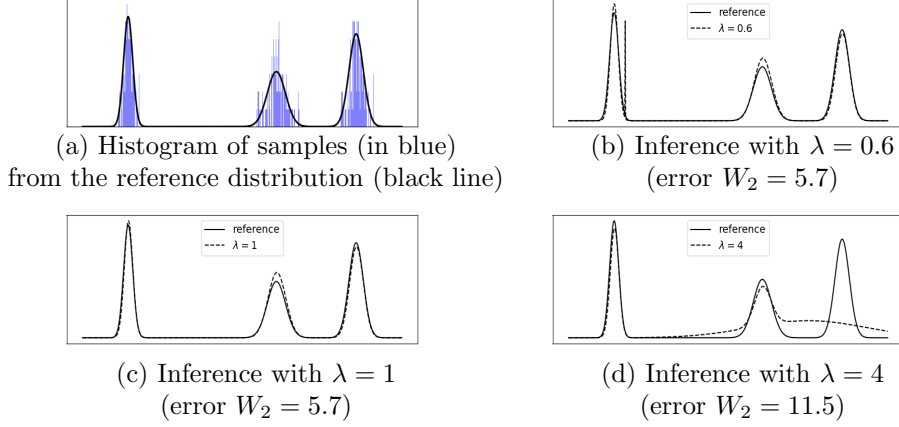 (a) Histogram of samples (in blue)
from the reference distribution (black line)
reference
λ = 0.6
(b) Inference with λ = 0.6
(error W₂ = 5.7)
reference
λ = 1
(c) Inference with λ = 1
(error W₂ = 5.7)
reference
λ = 4
(d) Inference with λ = 4
(error W₂ = 11.5)